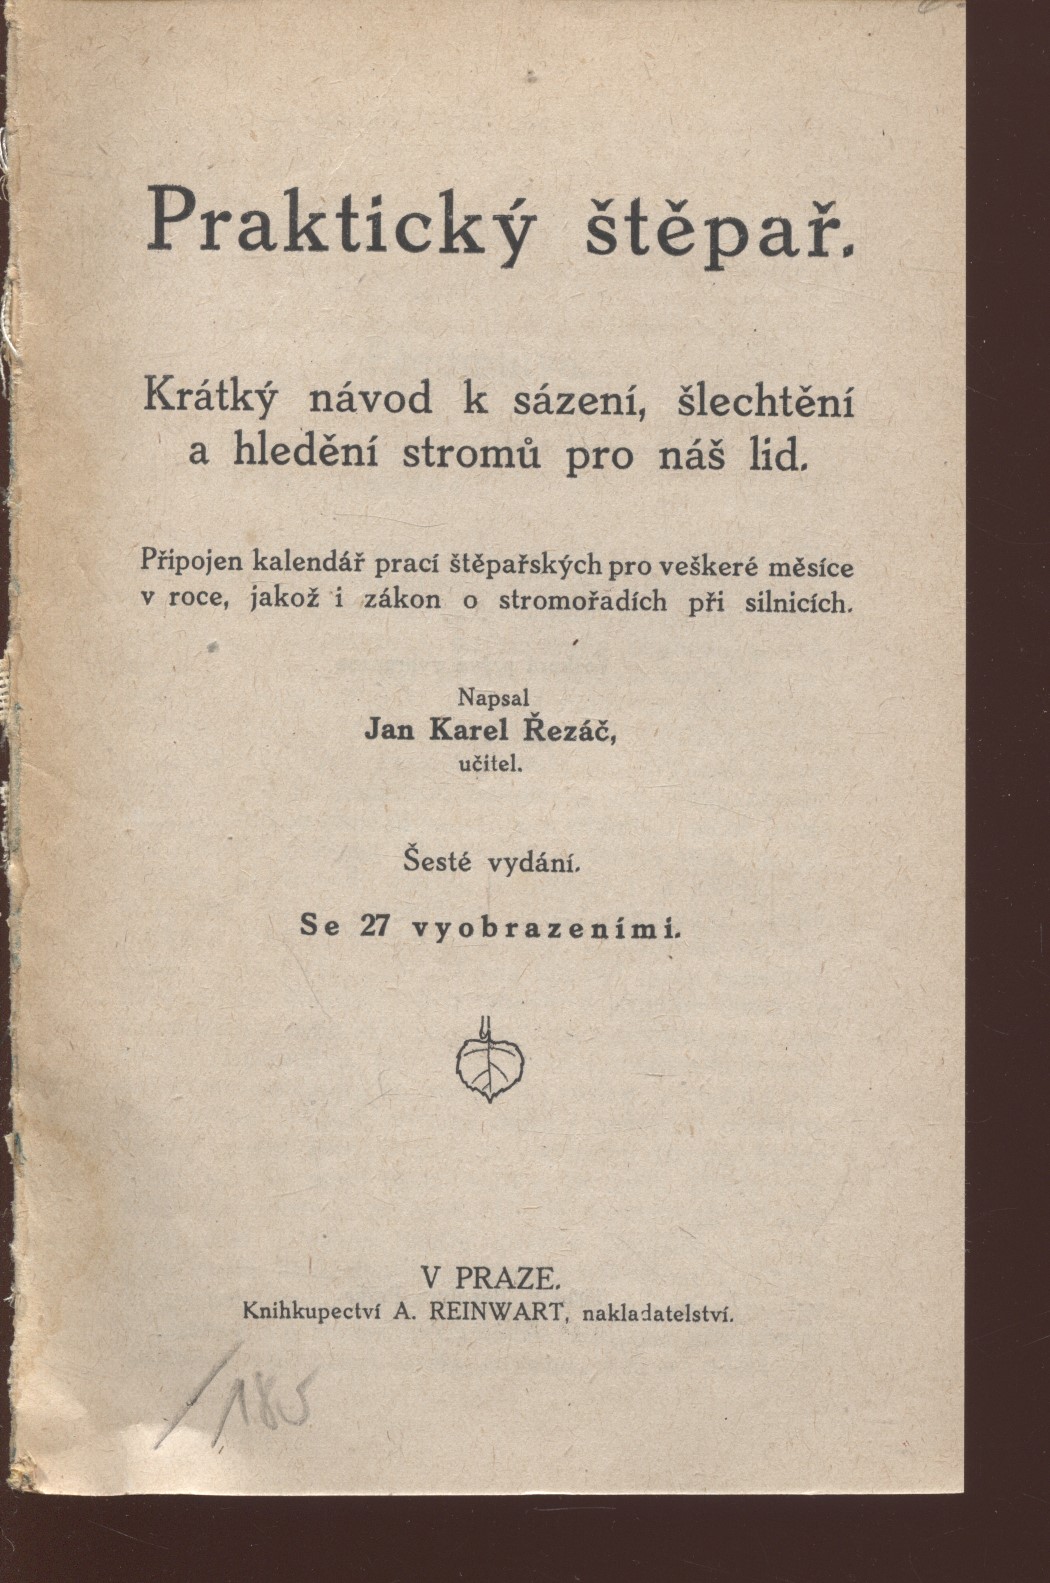 Praktický štěpař.
Krátký návod k sázení, šlechtění
a hledění stromů pro náš lid.
Připojen kalendář prací štěpařských pro veškeré měsíce
v roce, jakož i zákon o stromořadích při silnicích.
Napsal
Jan Karel Řezáč,
učitel.
Šesté vydání.
Se 27 vyobrazeními.
V PRAZE.
Knihkupectví A. REINWART, nakladatelství.
/185